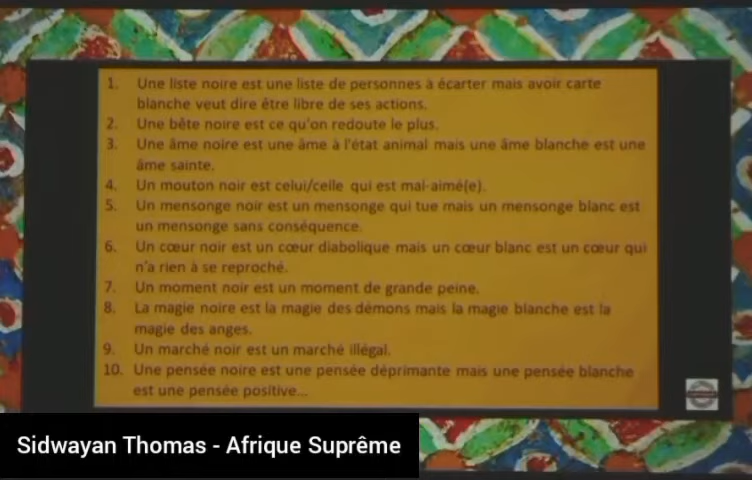 1. Une liste noire est une liste de personnes à écarter mais avoir carte
blanche veut dire être libre de ses actions.
2. Une bête noire est ce qu'on redoute le plus.
3. Une âme noire est une âme à l'état animal mais une âme blanche est une
âme sainte.
4. Un mouton noir est celui/celle qui est mal-aimé(e).
5. Un mensonge noir est un mensonge qui tue mais un mensonge blanc est
un mensonge sans conséquence.
6. Un cœur noir est un cœur diabolique mais un cœur blanc est un cœur qui
n'a rien à se reproché.
7. Un moment noir est un moment de grande peine.
8. La magie noire est la magie des démons mais la magie blanche est la
magie des anges.
9. Un marché noir est un marché illégal.
10. Une pensée noire est une pensée déprimante mais une pensée blanche
est une pensée positive...
Sidwayan Thomas - Afrique Suprême